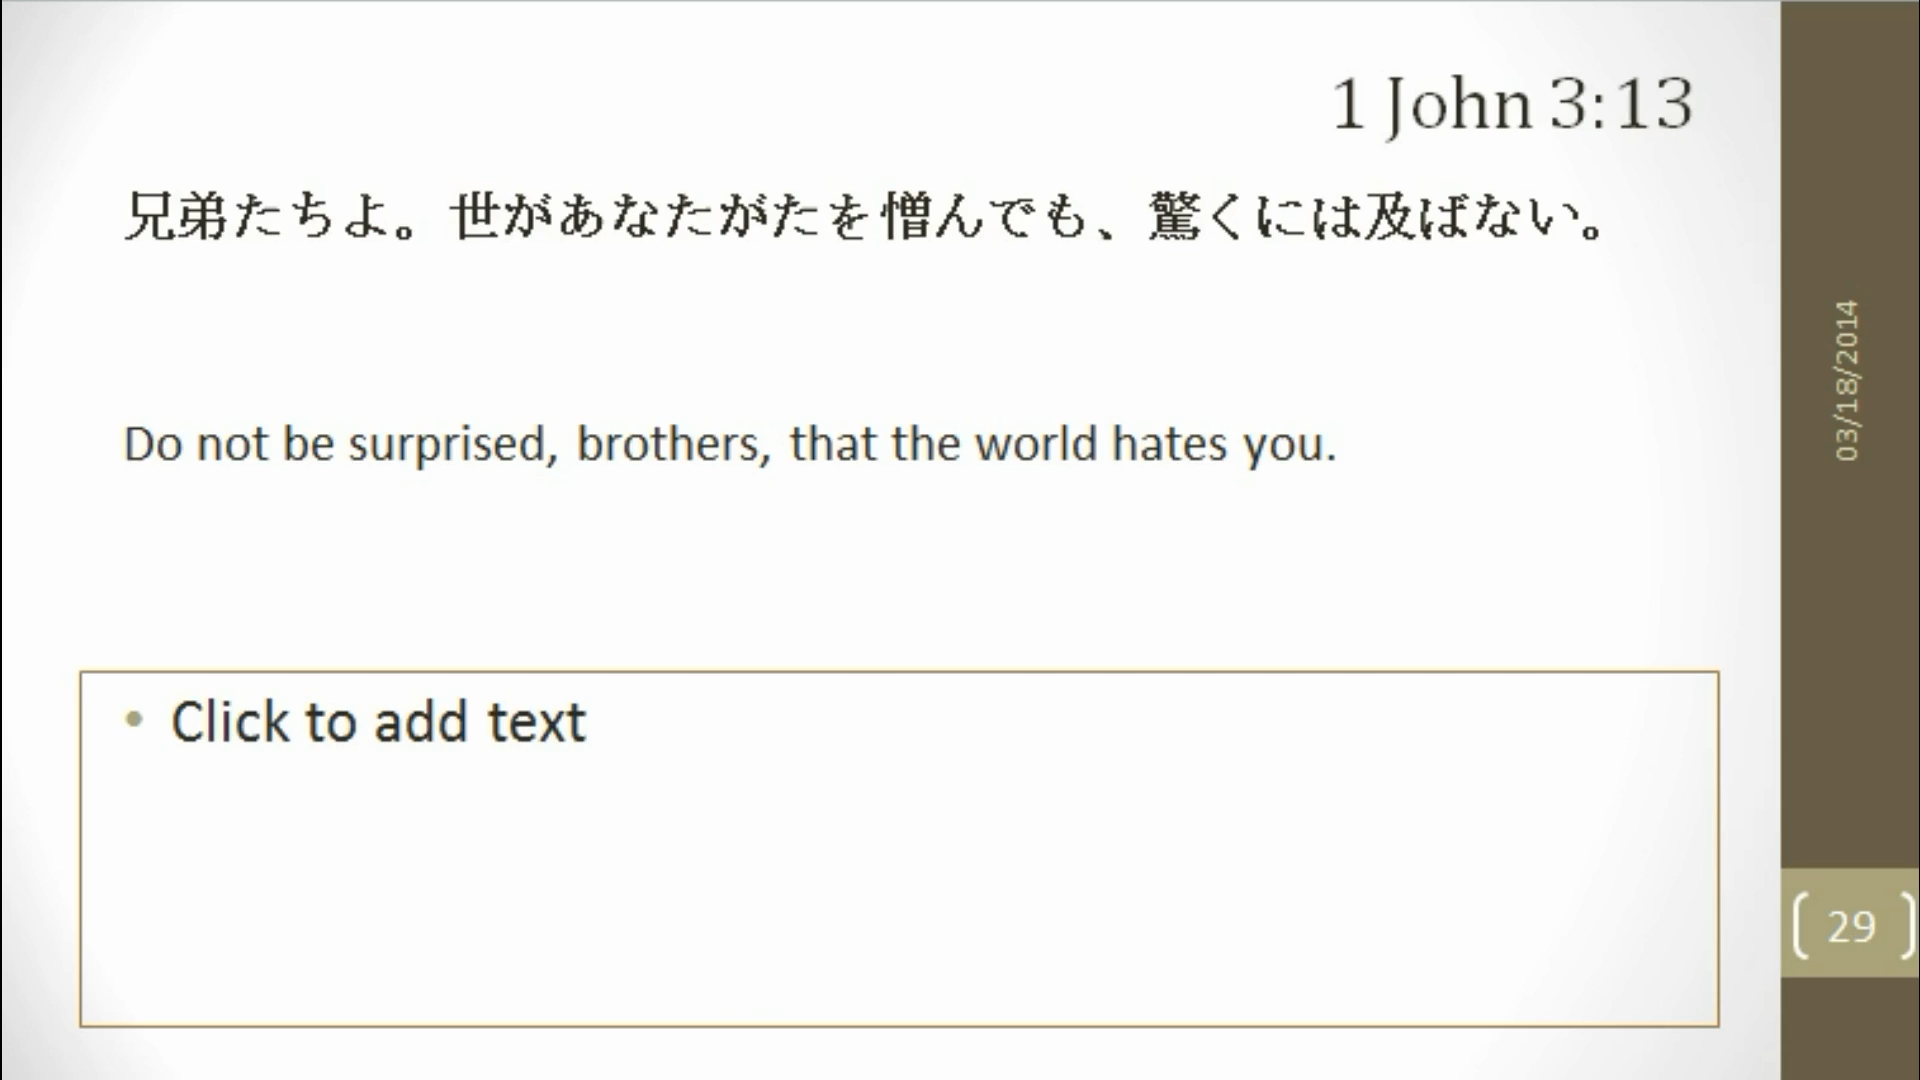 1 John 3:13
兄弟たちよ。世があなたがたを憎んでも、驚くには及ばない。
Do not be surprised, brothers, that the world hates you.
• Click to add text
03/18/2014
29